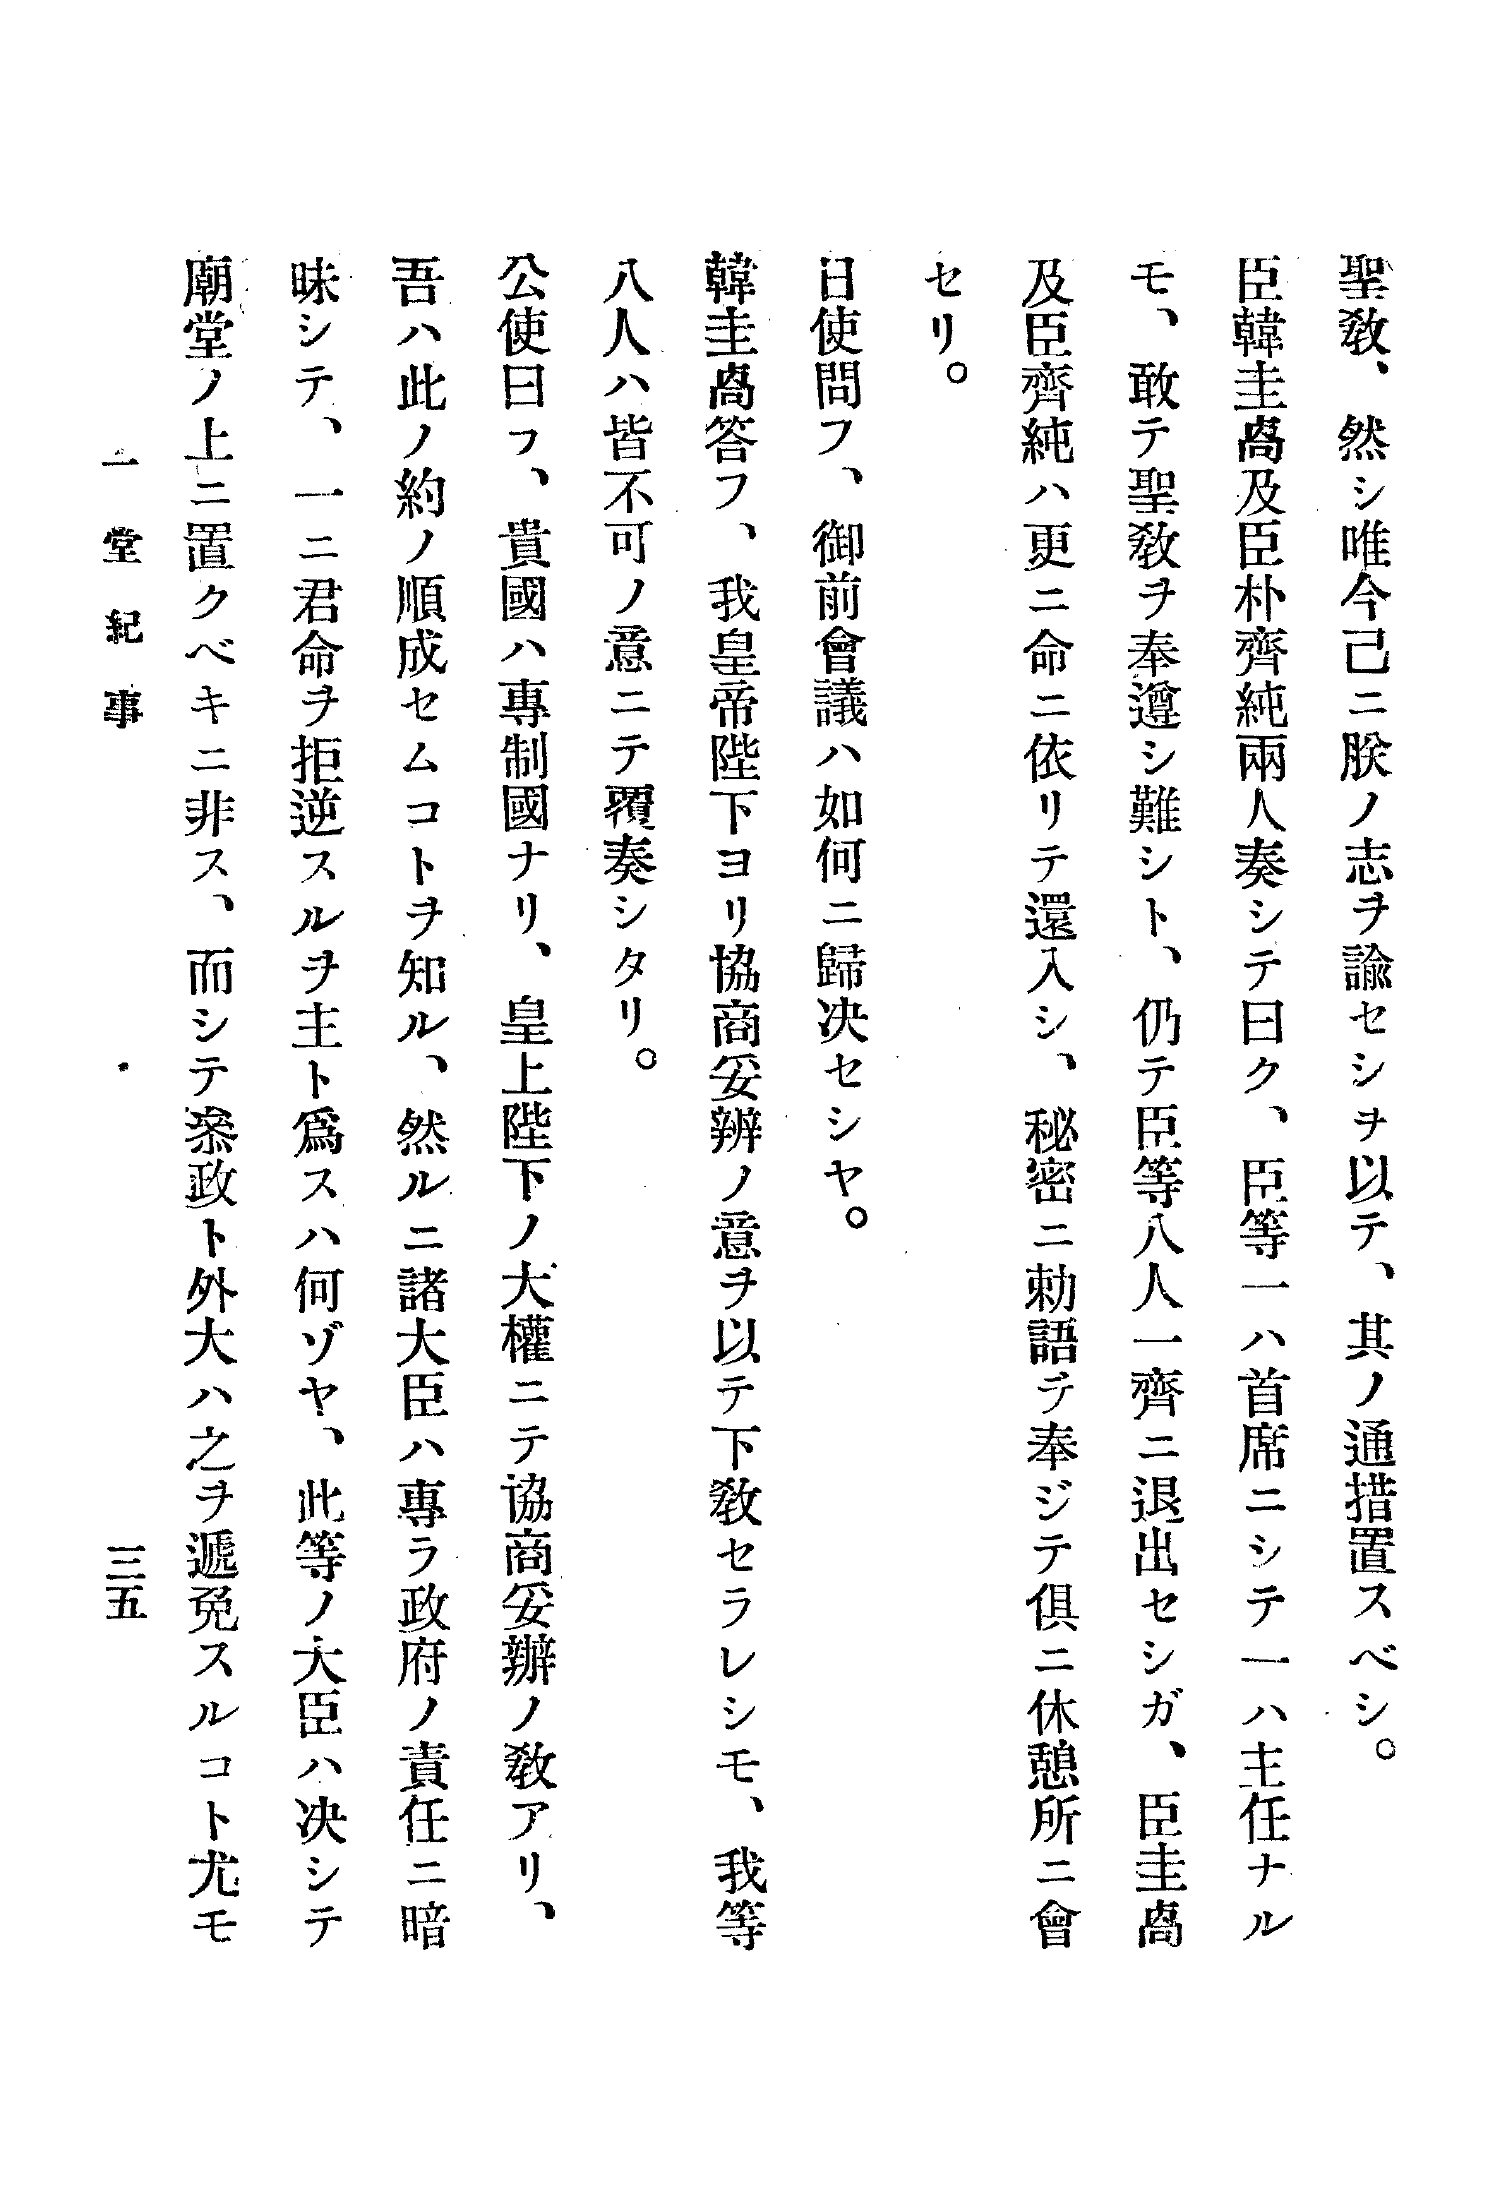 聖教、然シ唯今己ニ朕ノ志ヲ諭セシヲ以テ、其ノ通措置スベシ。
臣韓圭卨及臣朴齊純兩人奏シテ曰ク、臣等一ハ首席ニシテ一ハ主任ナル
モ、敢テ聖教ヲ奉遵シ難シト、仍テ臣等八人一齊ニ退出セシガ、臣圭卨
及臣齊純ハ更ニ命ニ依リテ還入シ、秘密ニ勅語ヲ奉ジテ俱ニ休憩所ニ會
セリ。
日使問フ、御前會議ハ如何ニ歸决セシヤ。
韓圭卨答フ、我皇帝陛下ヨリ協商妥辨ノ意ヲ以テ下敎セラレシモ、我等
八人ハ皆不可ノ意ニテ覆奏シタリ。
公使曰フ、貴國ハ專制國ナリ、皇上陛下ノ大權ニテ協商妥辦ノ敎アリ、
吾ハ此ノ約ノ順成セムコトヲ知ル、然ルニ諸大臣ハ專ラ政府ノ責任ニ暗
昧シテ、一ニ君命ヲ拒逆スルヲ主ト爲スハ何ゾヤ、此等ノ大臣ハ决シテ
廟堂ノ上ニ置クベキニ非ス、而シテ叅政ト外大ハ之ヲ遞免スルコト尤モ
一堂紀事
三五